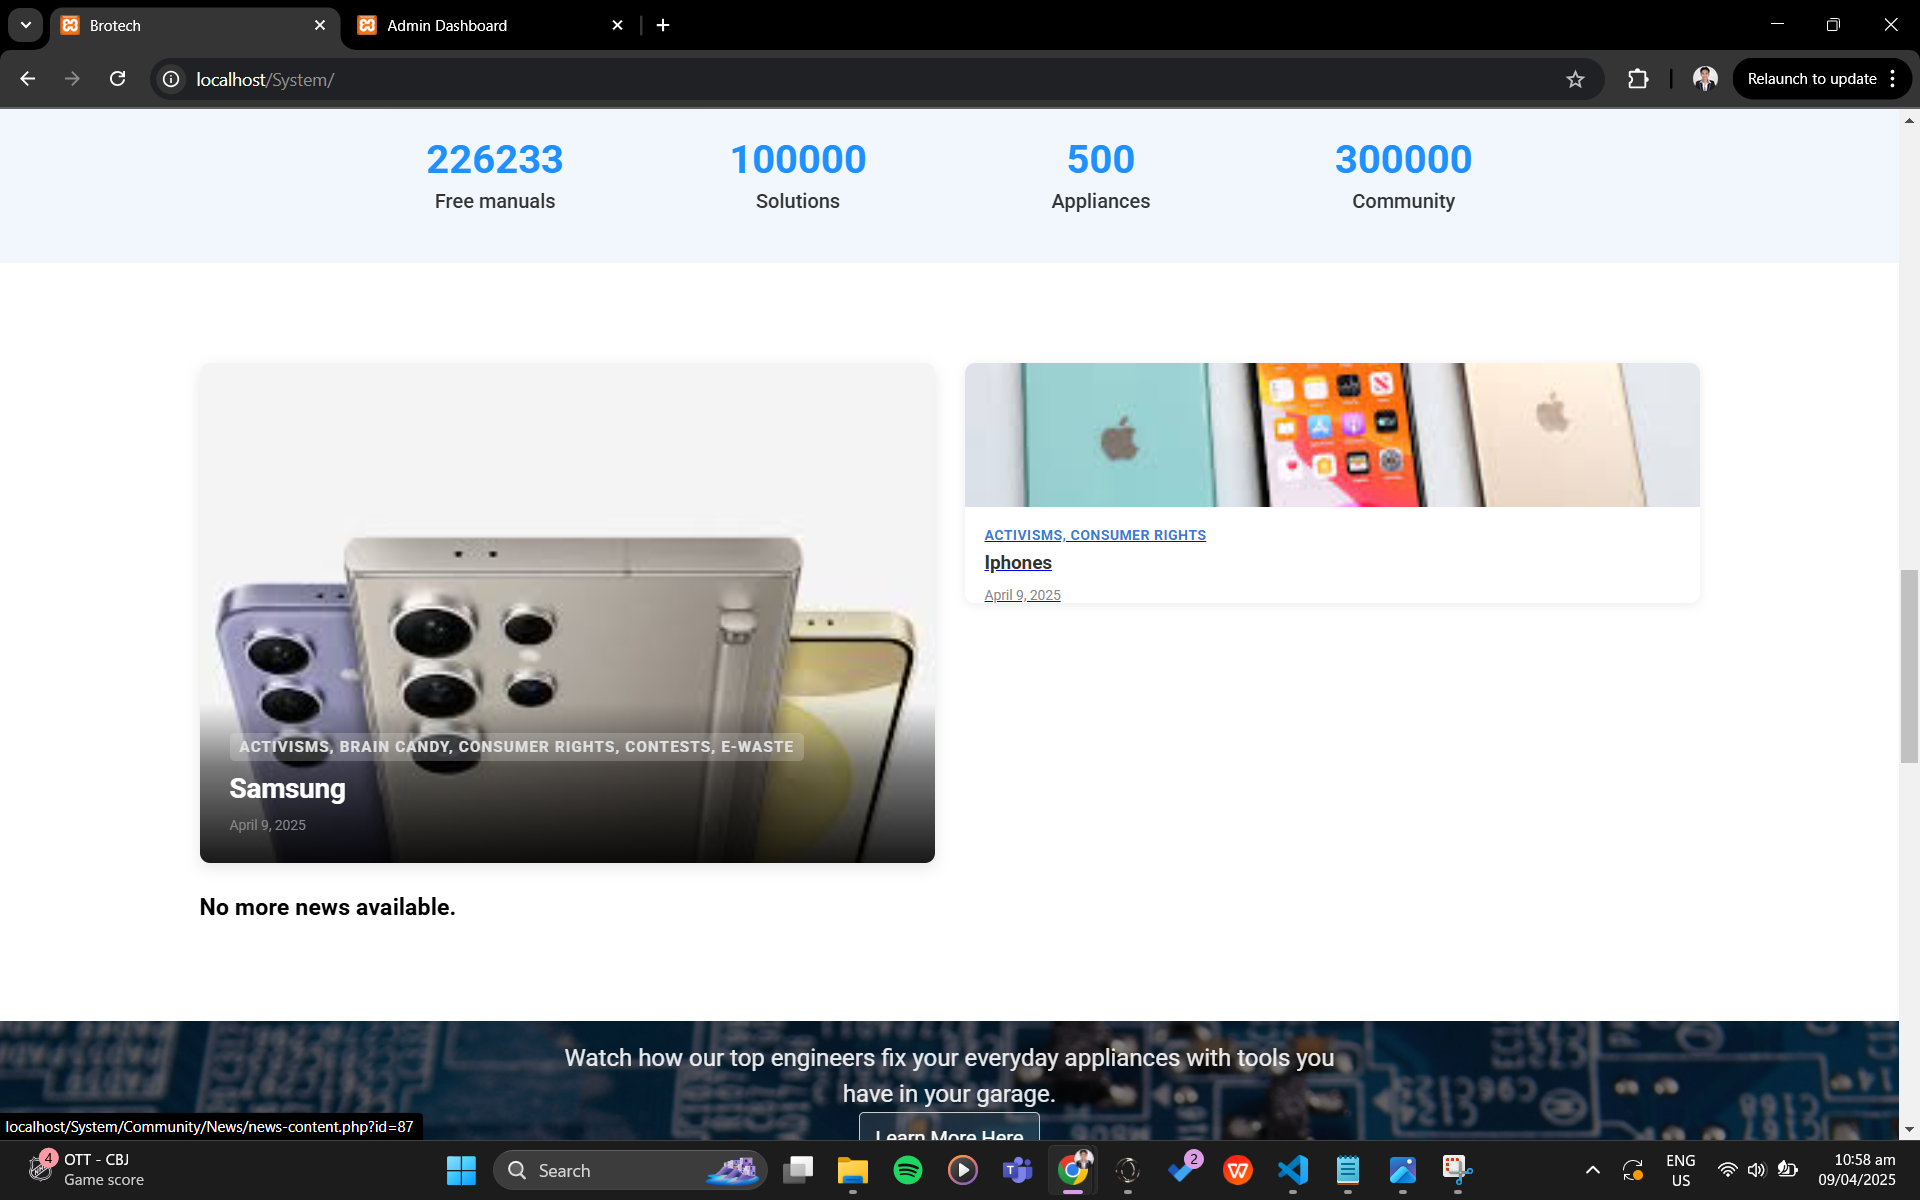 Brotech
Admin Dashboard
localhost/System/
Relaunch to update
226233
Free manuals
100000
Solutions
500
Appliances
300000
Community
ACTIVISMS, BRAIN CANDY, CONSUMER RIGHTS, CONTESTS, E-WASTE
Samsung
April 9, 2025
ACTIVISMS, CONSUMER RIGHTS
Iphones
April 9, 2025
No more news available.
Watch how our top engineers fix your everyday appliances with tools you
have in your garage.
Learn More Here
localhost/System/Community/News/news-content.php?id=87
4
OTT - CBJ
Game score
Search
2
ENG
US
10:58 am
09/04/2025